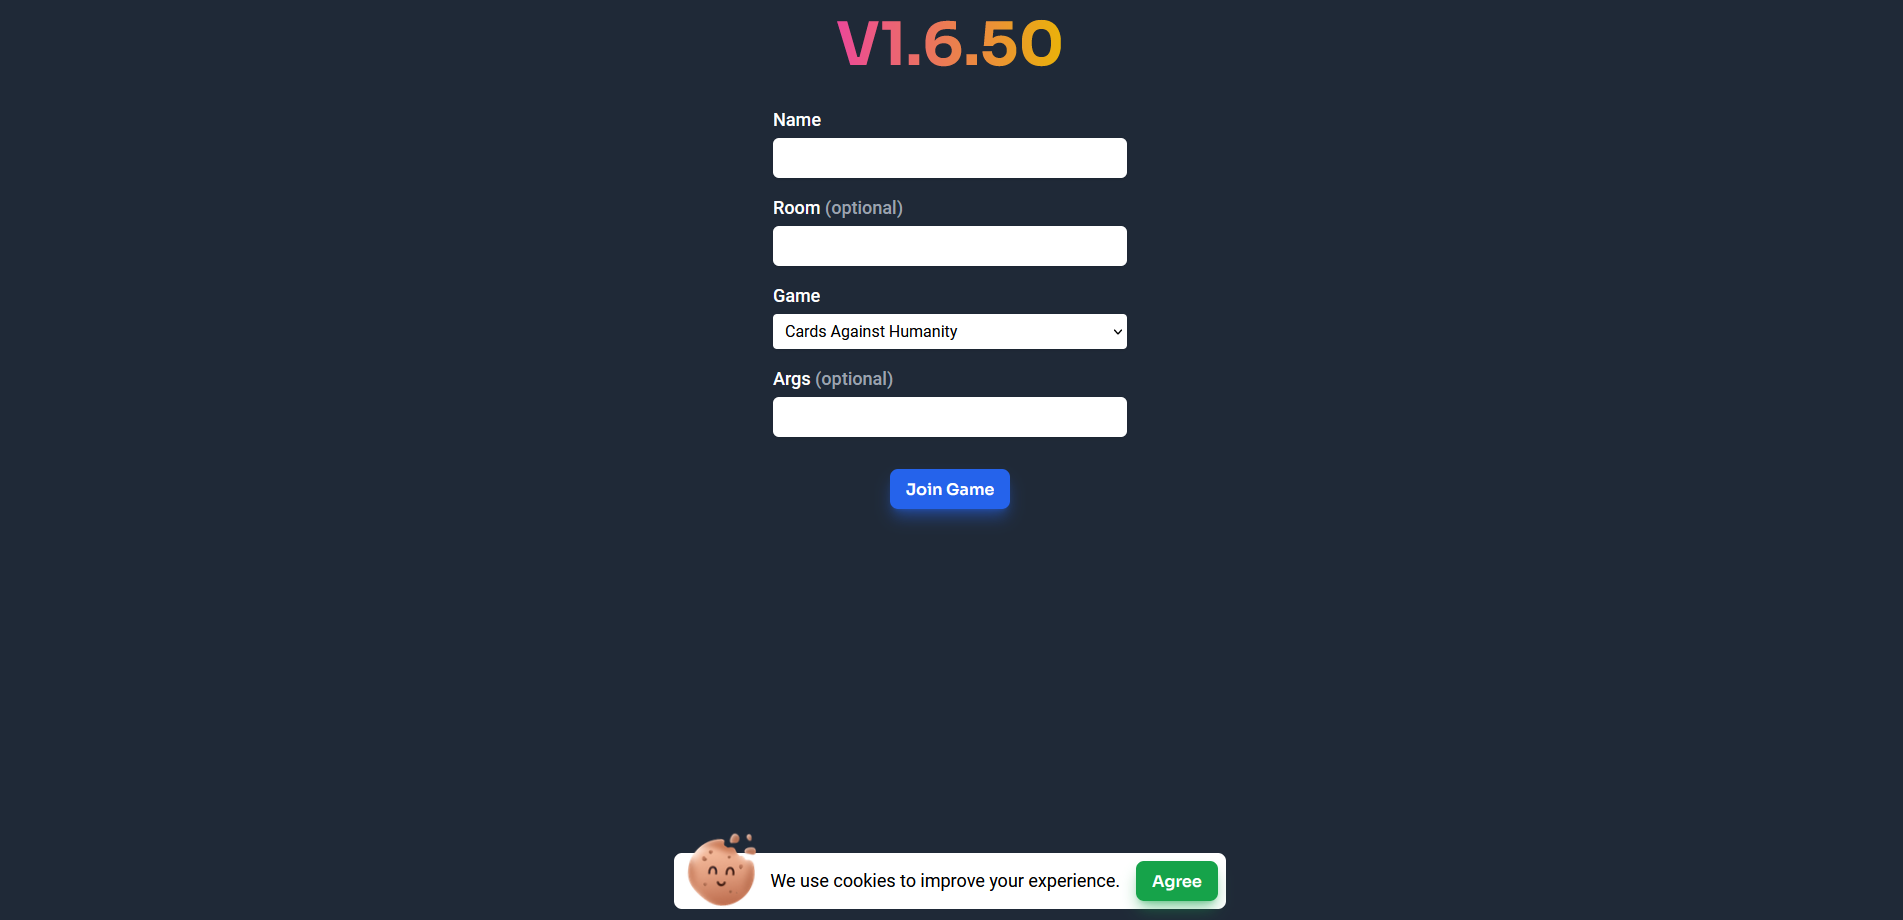 V1.6.50
Name
Room (optional)
Game
Cards Against Humanity
Args (optional)
Join Game
We use cookies to improve your experience.
Agree